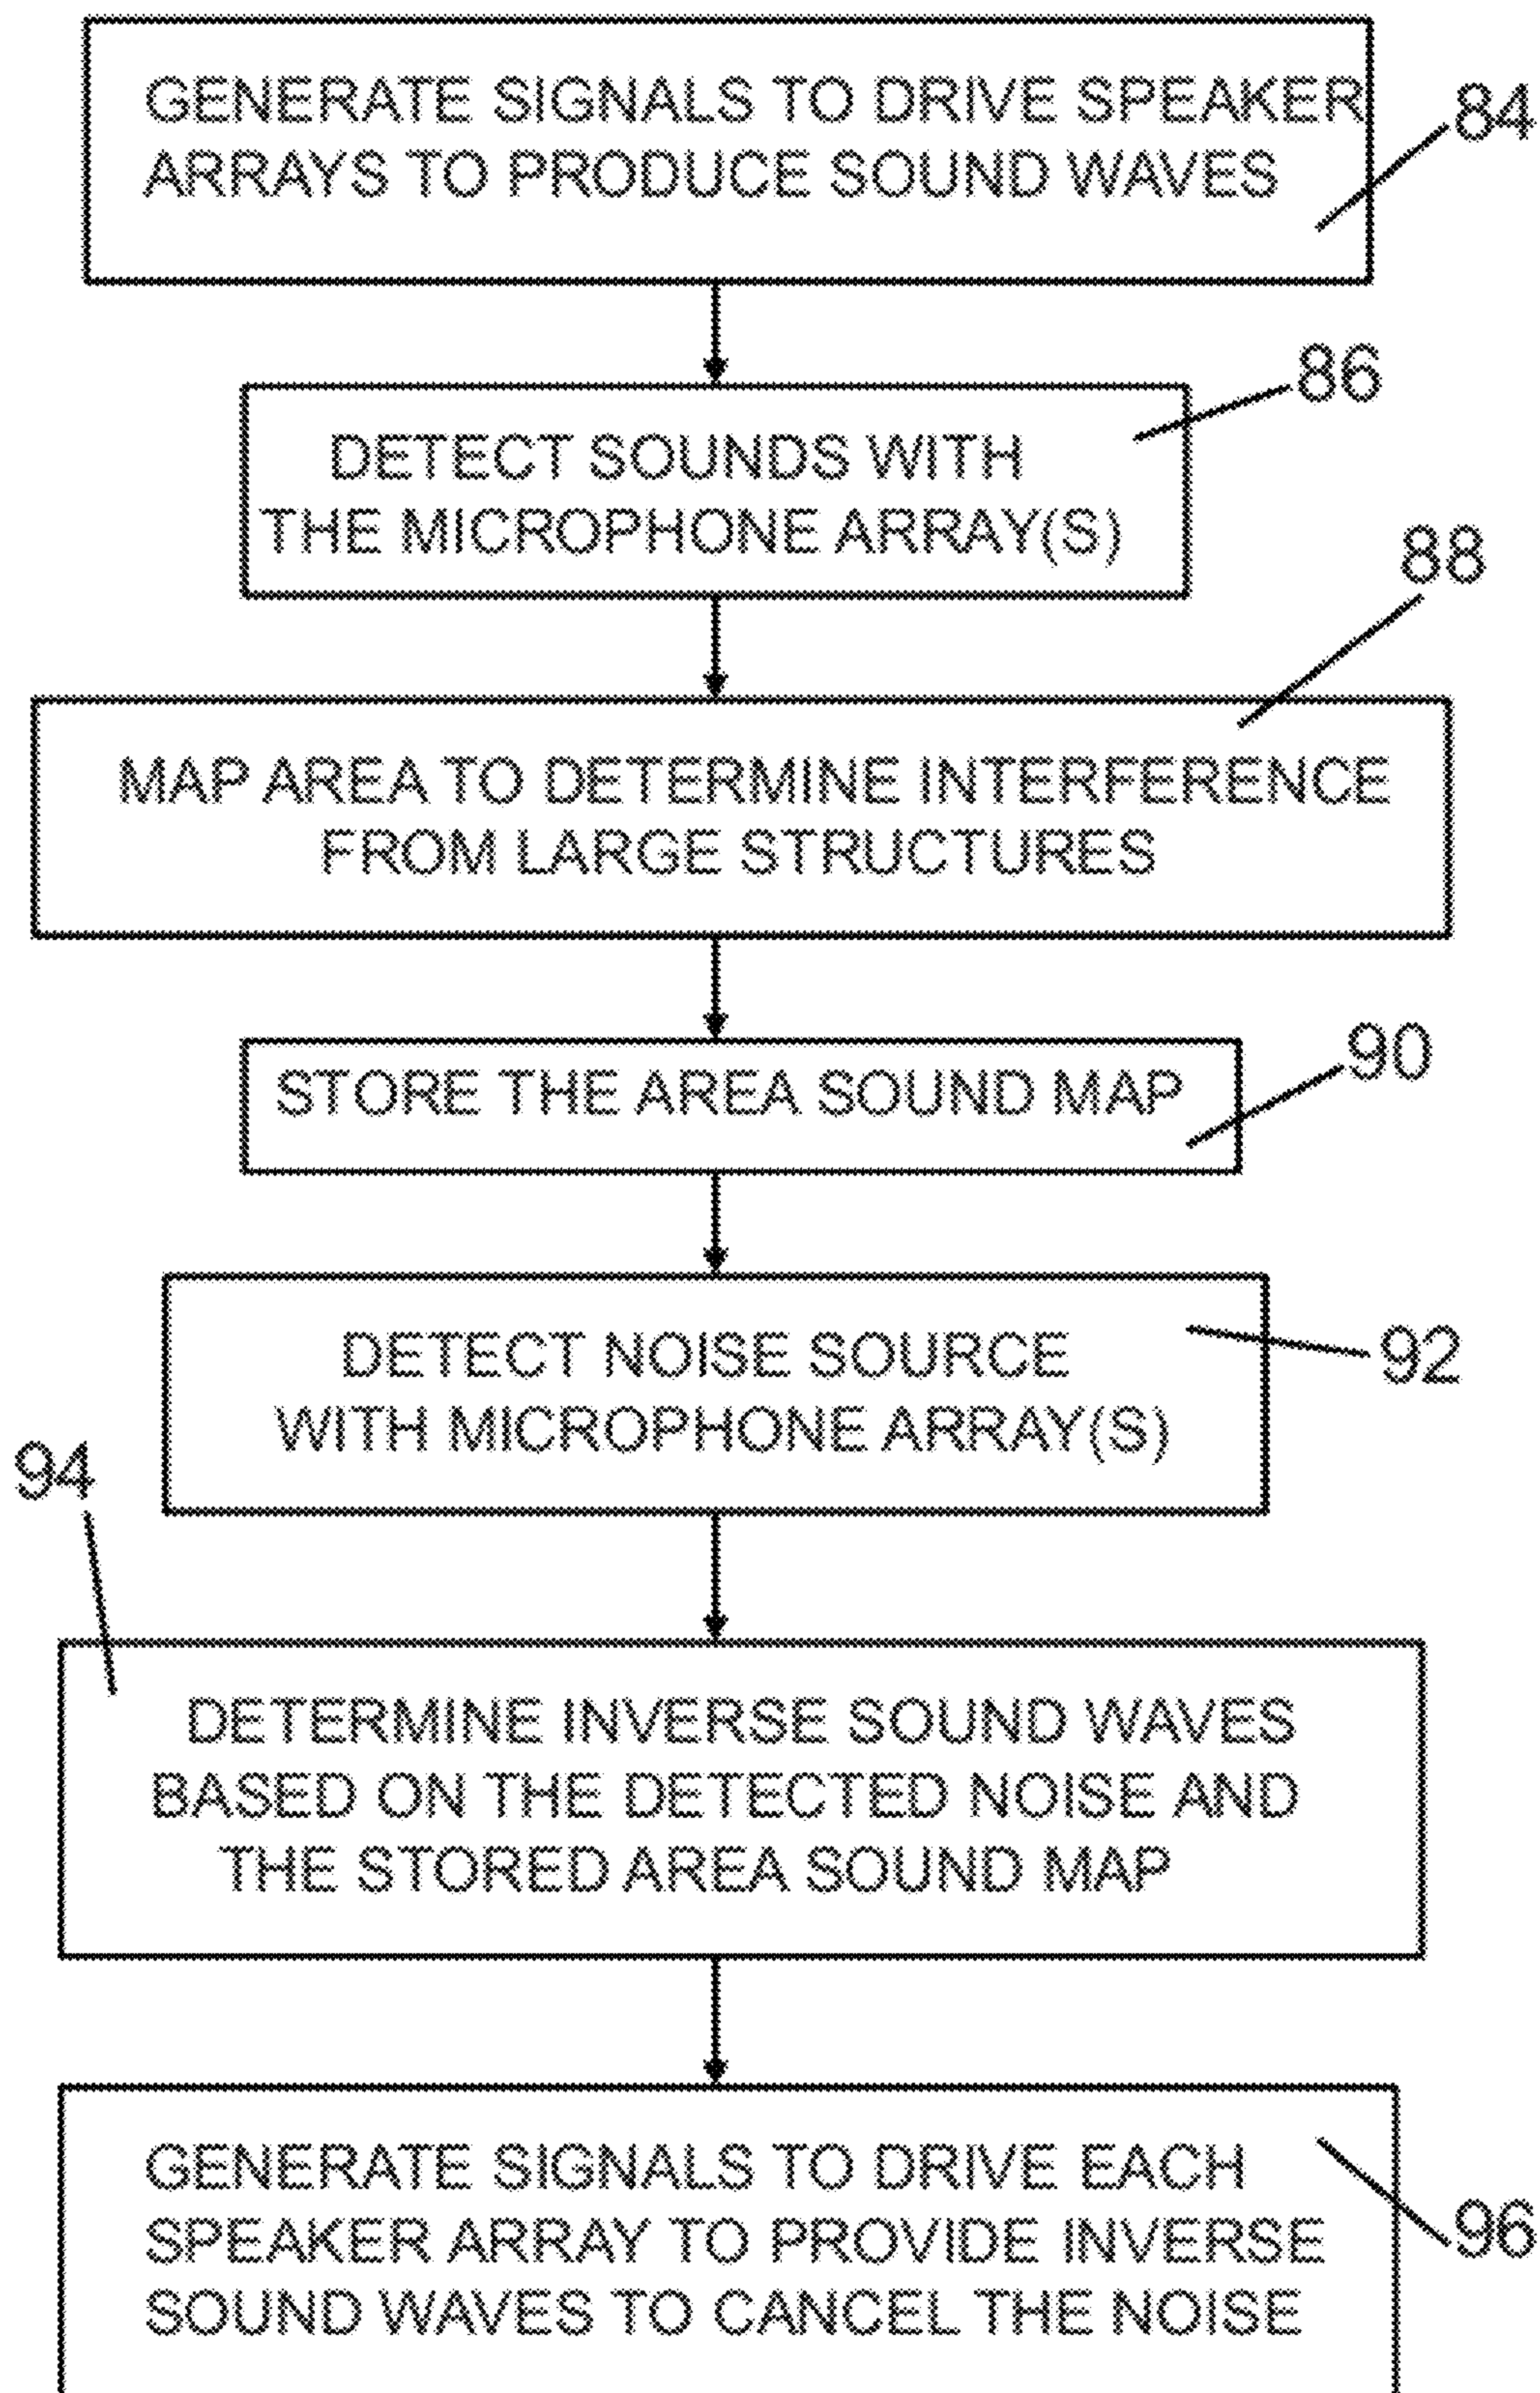 GENERATE SIGNALS TO DRIVE SPEAKER
ARRAYS TO PRODUCE SOUND WAVES
84
86
DETECT SOUNDS WITH
THE MICROPHONE ARRAY(S)
88
MAP AREA TO DETERMINE INTERFERENCE
FROM LARGE STRUCTURES
90
STORE THE AREA SOUND MAP
92
DETECT NOISE SOURCE
WITH MICROPHONE ARRAY(S)
94
DETERMINE INVERSE SOUND WAVES
BASED ON THE DETECTED NOISE AND
THE STORED AREA SOUND MAP
GENERATE SIGNALS TO DRIVE EACH
SPEAKER ARRAY TO PROVIDE INVERSE
SOUND WAVES TO CANCEL THE NOISE
96